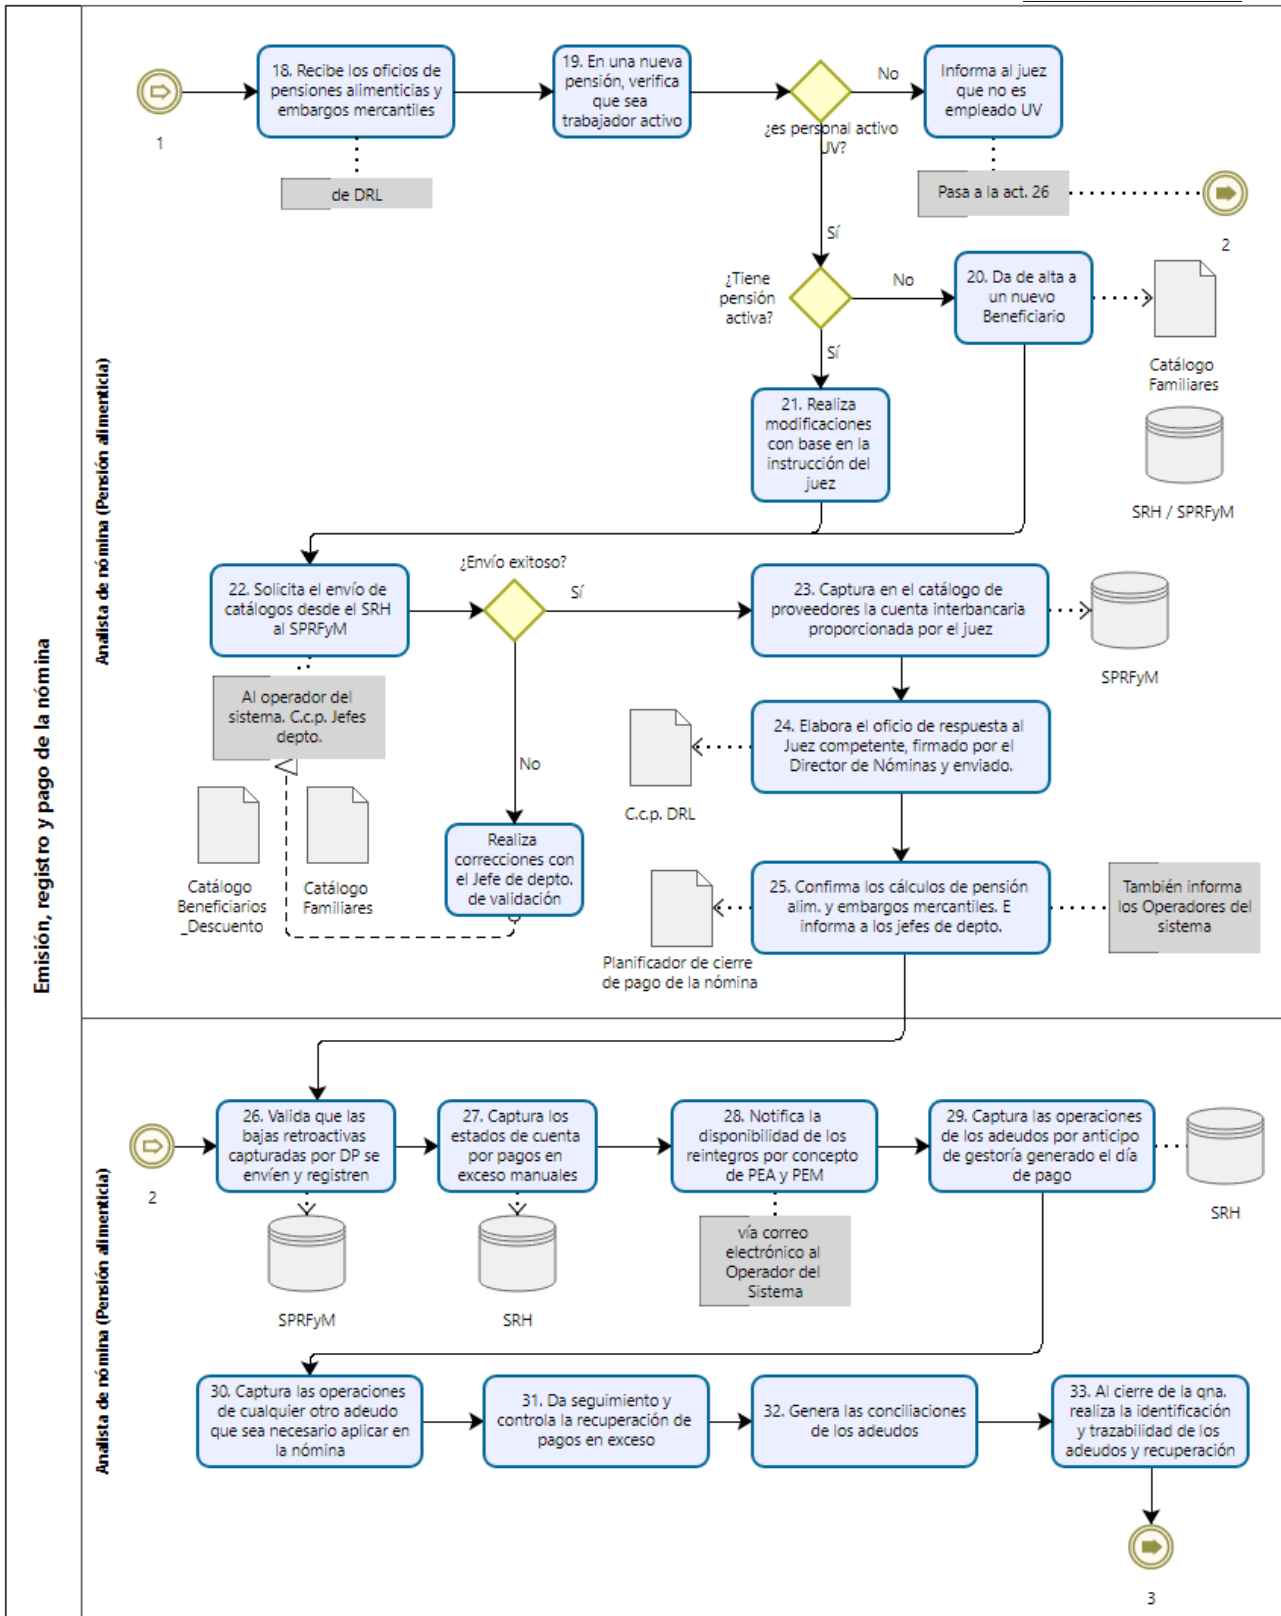 Emisión, registro y pago de la nómina
Analista de nómina (Pensión alimenticia)
1
18. Recibe los oficios de
pensiones alimenticias y
embargos mercantiles
de DRL
19. En una nueva
pensión, verifica
que sea
trabajador activo
¿es personal activo
UV?
No
Informa al juez
que no es
empleado UV
Pasa a la act. 26
2
Sí
¿Tiene
pensión
activa?
No
20. Da de alta a
un nuevo
Beneficiario
Catálogo
Familiares
SRH / SPRFyM
Sí
21. Realiza
modificaciones
con base en la
instrucción del
juez
22. Solicita el envío de
catálogos desde el SRH
al SPRFyM
Al operador del
sistema. C.c.p. Jefes
depto.
Catálogo
Beneficiarios
_Descuento
Catálogo
Familiares
¿Envío exitoso?
Sí
No
Realiza
correcciones con
el Jefe de depto.
de validación
23. Captura en el catálogo de
proveedores la cuenta interbancaria
proporcionada por el juez
SPRFyM
24. Elabora el oficio de respuesta al
Juez competente, firmado por el
Director de Nóminas y enviado.
C.c.p. DRL
25. Confirma los cálculos de pensión
alim. y embargos mercantiles. E
informa a los jefes de depto.
Planificador de cierre
de pago de la nómina
También informa
los Operadores del
sistema
Analista de nómina (Pensión alimenticia)
2
26. Valida que las
bajas retroactivas
capturadas por DP se
envíen y registren
SPRFyM
27. Captura los
estados de cuenta
por pagos en
exceso manuales
SRH
28. Notifica la
disponibilidad de los
reintegros por concepto
de PEA y PEM
vía correo
electrónico al
Operador del
Sistema
29. Captura las operaciones
de los adeudos por anticipo
de gestoría generado el día
de pago
SRH
30. Captura las operaciones
de cualquier otro adeudo
que sea necesario aplicar en
la nómina
31. Da seguimiento y
controla la recuperación de
pagos en exceso
32. Genera las conciliaciones
de los adeudos
33. Al cierre de la qna.
realiza la identificación
y trazabilidad de los
adeudos y recuperación
3